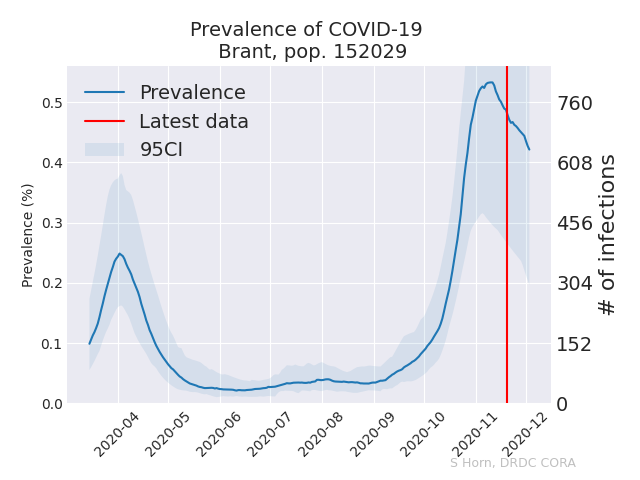 Prevalence of COVID-19
Brant, pop. 152029
Prevalence
Latest data
95CI
Prevalence (%)
0.5
0.4
0.3
0.2
0.1
0.0
760
608
456
304
152
0
# of infections
2020-04
2020-05
2020-06
2020-07
2020-08
2020-09
2020-10
2020-11
2020-12
S Horn, DRDC CORA